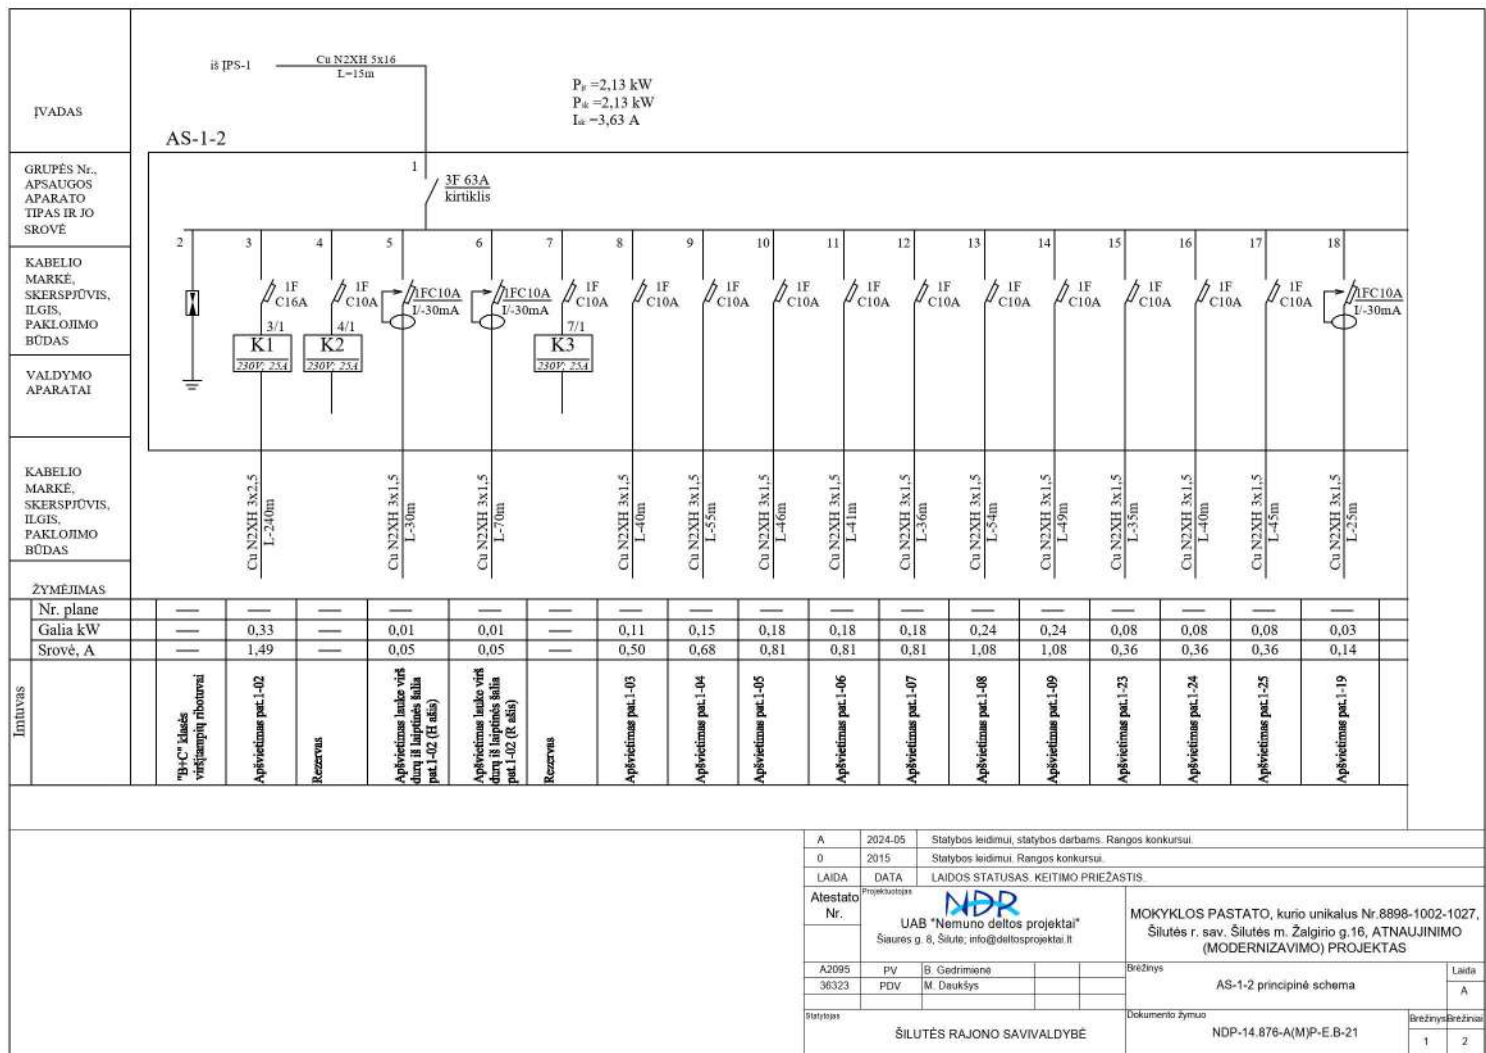 iš ĮPS-1
Cu N2XH 5x16
L=15m
Pᵢₛₖ
ĮVADAS
AS-1-2
=2,13 kW
=2,13 kW
=3,63 A
GRUPĖS Nr.,
APSAUGOS
APARATO
TIPAS IR JO
SROVĖ
1
3F 63A
kirtiklis
2 3 4 5 6 7 8 9 10 11 12 13 14 15 16 17 18
KABELIO
MARKĖ,
SKERSPJŪVIS,
ILGIS,
PAKLOJIMO
BŪDAS
1F
C16A
1F
C10A
1FC10A
I/-30mA
1FC10A
I/-30mA
1F
C10A
1F
C10A
1F
C10A
1F
C10A
1F
C10A
1F
C10A
1F
C10A
1F
C10A
1F
C10A
1F
C10A
1F
C10A
1FC10A
I/-30mA
3/1
K1
230V; 25A
4/1
K2
230V; 25A
7/1
K3
230V; 25A
VALDYMO
APARATAI
KABELIO
MARKĖ,
SKERSPJŪVIS,
ILGIS,
PAKLOJIMO
BŪDAS
Cu N2XH 3x2,5
L-240m
Cu N2XH 3x1,5
L-30m
Cu N2XH 3x1,5
L-70m
Cu N2XH 3x1,5
L-40m
Cu N2XH 3x1,5
L-55m
Cu N2XH 3x1,5
L-46m
Cu N2XH 3x1,5
L-41m
Cu N2XH 3x1,5
L-36m
Cu N2XH 3x1,5
L-54m
Cu N2XH 3x1,5
L-49m
Cu N2XH 3x1,5
L-35m
Cu N2XH 3x1,5
L-40m
Cu N2XH 3x1,5
L-45m
Cu N2XH 3x1,5
L-25m
ŽYMĖJIMAS
Nr. plane — — — — — — — — — — — — — — — — —
Galia kW — 0,33 — 0,01 0,01 — 0,11 0,15 0,18 0,18 0,18 0,24 0,24 0,08 0,08 0,08 0,03
Srovė, A — 1,49 — 0,05 0,05 — 0,50 0,68 0,81 0,81 0,81 1,08 1,08 0,36 0,36 0,36 0,14
Imtuvas
"B+C" klasės
viršįtampių ribotuvai
Apšvietimas pat.1-02
Rezervas
Apšvietimas lauke virš
durų iš laiptinės šalia
pat.1-02 (H ašis)
Apšvietimas lauke virš
durų iš laiptinės šalia
pat.1-02 (R ašis)
Rezervas
Apšvietimas pat.1-03
Apšvietimas pat.1-04
Apšvietimas pat.1-05
Apšvietimas pat.1-06
Apšvietimas pat.1-07
Apšvietimas pat.1-08
Apšvietimas pat.1-09
Apšvietimas pat.1-23
Apšvietimas pat.1-24
Apšvietimas pat.1-25
Apšvietimas pat.1-19
A 2024-05 Statybos leidimui, statybos darbams. Rangos konkursui.
0 2015 Statybos leidimui. Rangos konkursui.
LAIDA DATA LAIDOS STATUSAS. KEITIMO PRIEŽASTIS.
Atestato
Nr.
Projektuotojas
NDP
UAB "Nemuno deltos projektai"
Šiaurės g. 8, Šilutė; info@deltosprojektai.lt
MOKYKLOS PASTATO, kurio unikalus Nr.8898-1002-1027,
Šilutės r. sav. Šilutės m. Žalgirio g.16, ATNAUJINIMO
(MODERNIZAVIMO) PROJEKTAS
A2095 PV B. Gedrimienė
36323 PDV M. Daukšys
Brėžinys
AS-1-2 principinė schema
Laida
A
Statytojas
ŠILUTĖS RAJONO SAVIVALDYBĖ
Dokumento žymuo
NDP-14.876-A(M)P-E.B-21
Brėžinys Brėžiniai
1 2